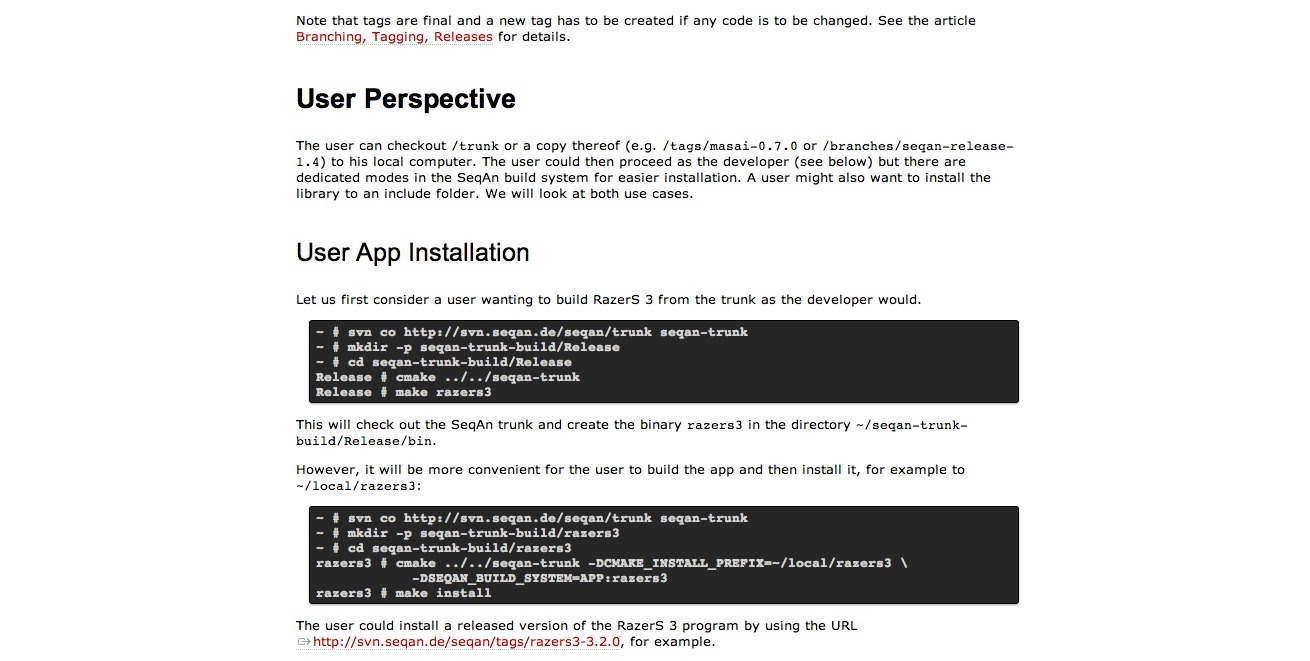 Note that tags are final and a new tag has to be created if any code is to be changed. See the article
Branching, Tagging, Releases for details.
User Perspective
The user can checkout /trunk or a copy thereof (e.g. /tags/masai-0.7.0 or /branches/seqan-release-
1.4) to his local computer. The user could then proceed as the developer (see below) but there are
dedicated modes in the SeqAn build system for easier installation. A user might also want to install the
library to an include folder. We will look at both use cases.
User App Installation
Let us first consider a user wanting to build RazerS 3 from the trunk as the developer would.
~ # svn co http://svn.seqan.de/seqan/trunk seqan-trunk
~ # mkdir -p seqan-trunk-build/Release
~ # cd seqan-trunk-build/Release
Release # cmake ../../seqan-trunk
Release # make razers3
This will check out the SeqAn trunk and create the binary razers3 in the directory ~/seqan-trunk-
build/Release/bin.
However, it will be more convenient for the user to build the app and then install it, for example to
~/local/razers3:
~ # svn co http://svn.seqan.de/seqan/trunk seqan-trunk
~ # mkdir -p seqan-trunk-build/razers3
~ # cd seqan-trunk-build/razers3
razers3 # cmake ../../seqan-trunk -DCMAKE_INSTALL_PREFIX=~/local/razers3 \
-DSEQAN_BUILD_SYSTEM=APP:razers3
razers3 # make install
The user could install a released version of the RazerS 3 program by using the URL
http://svn.seqan.de/seqan/tags/razers3-3.2.0, for example.